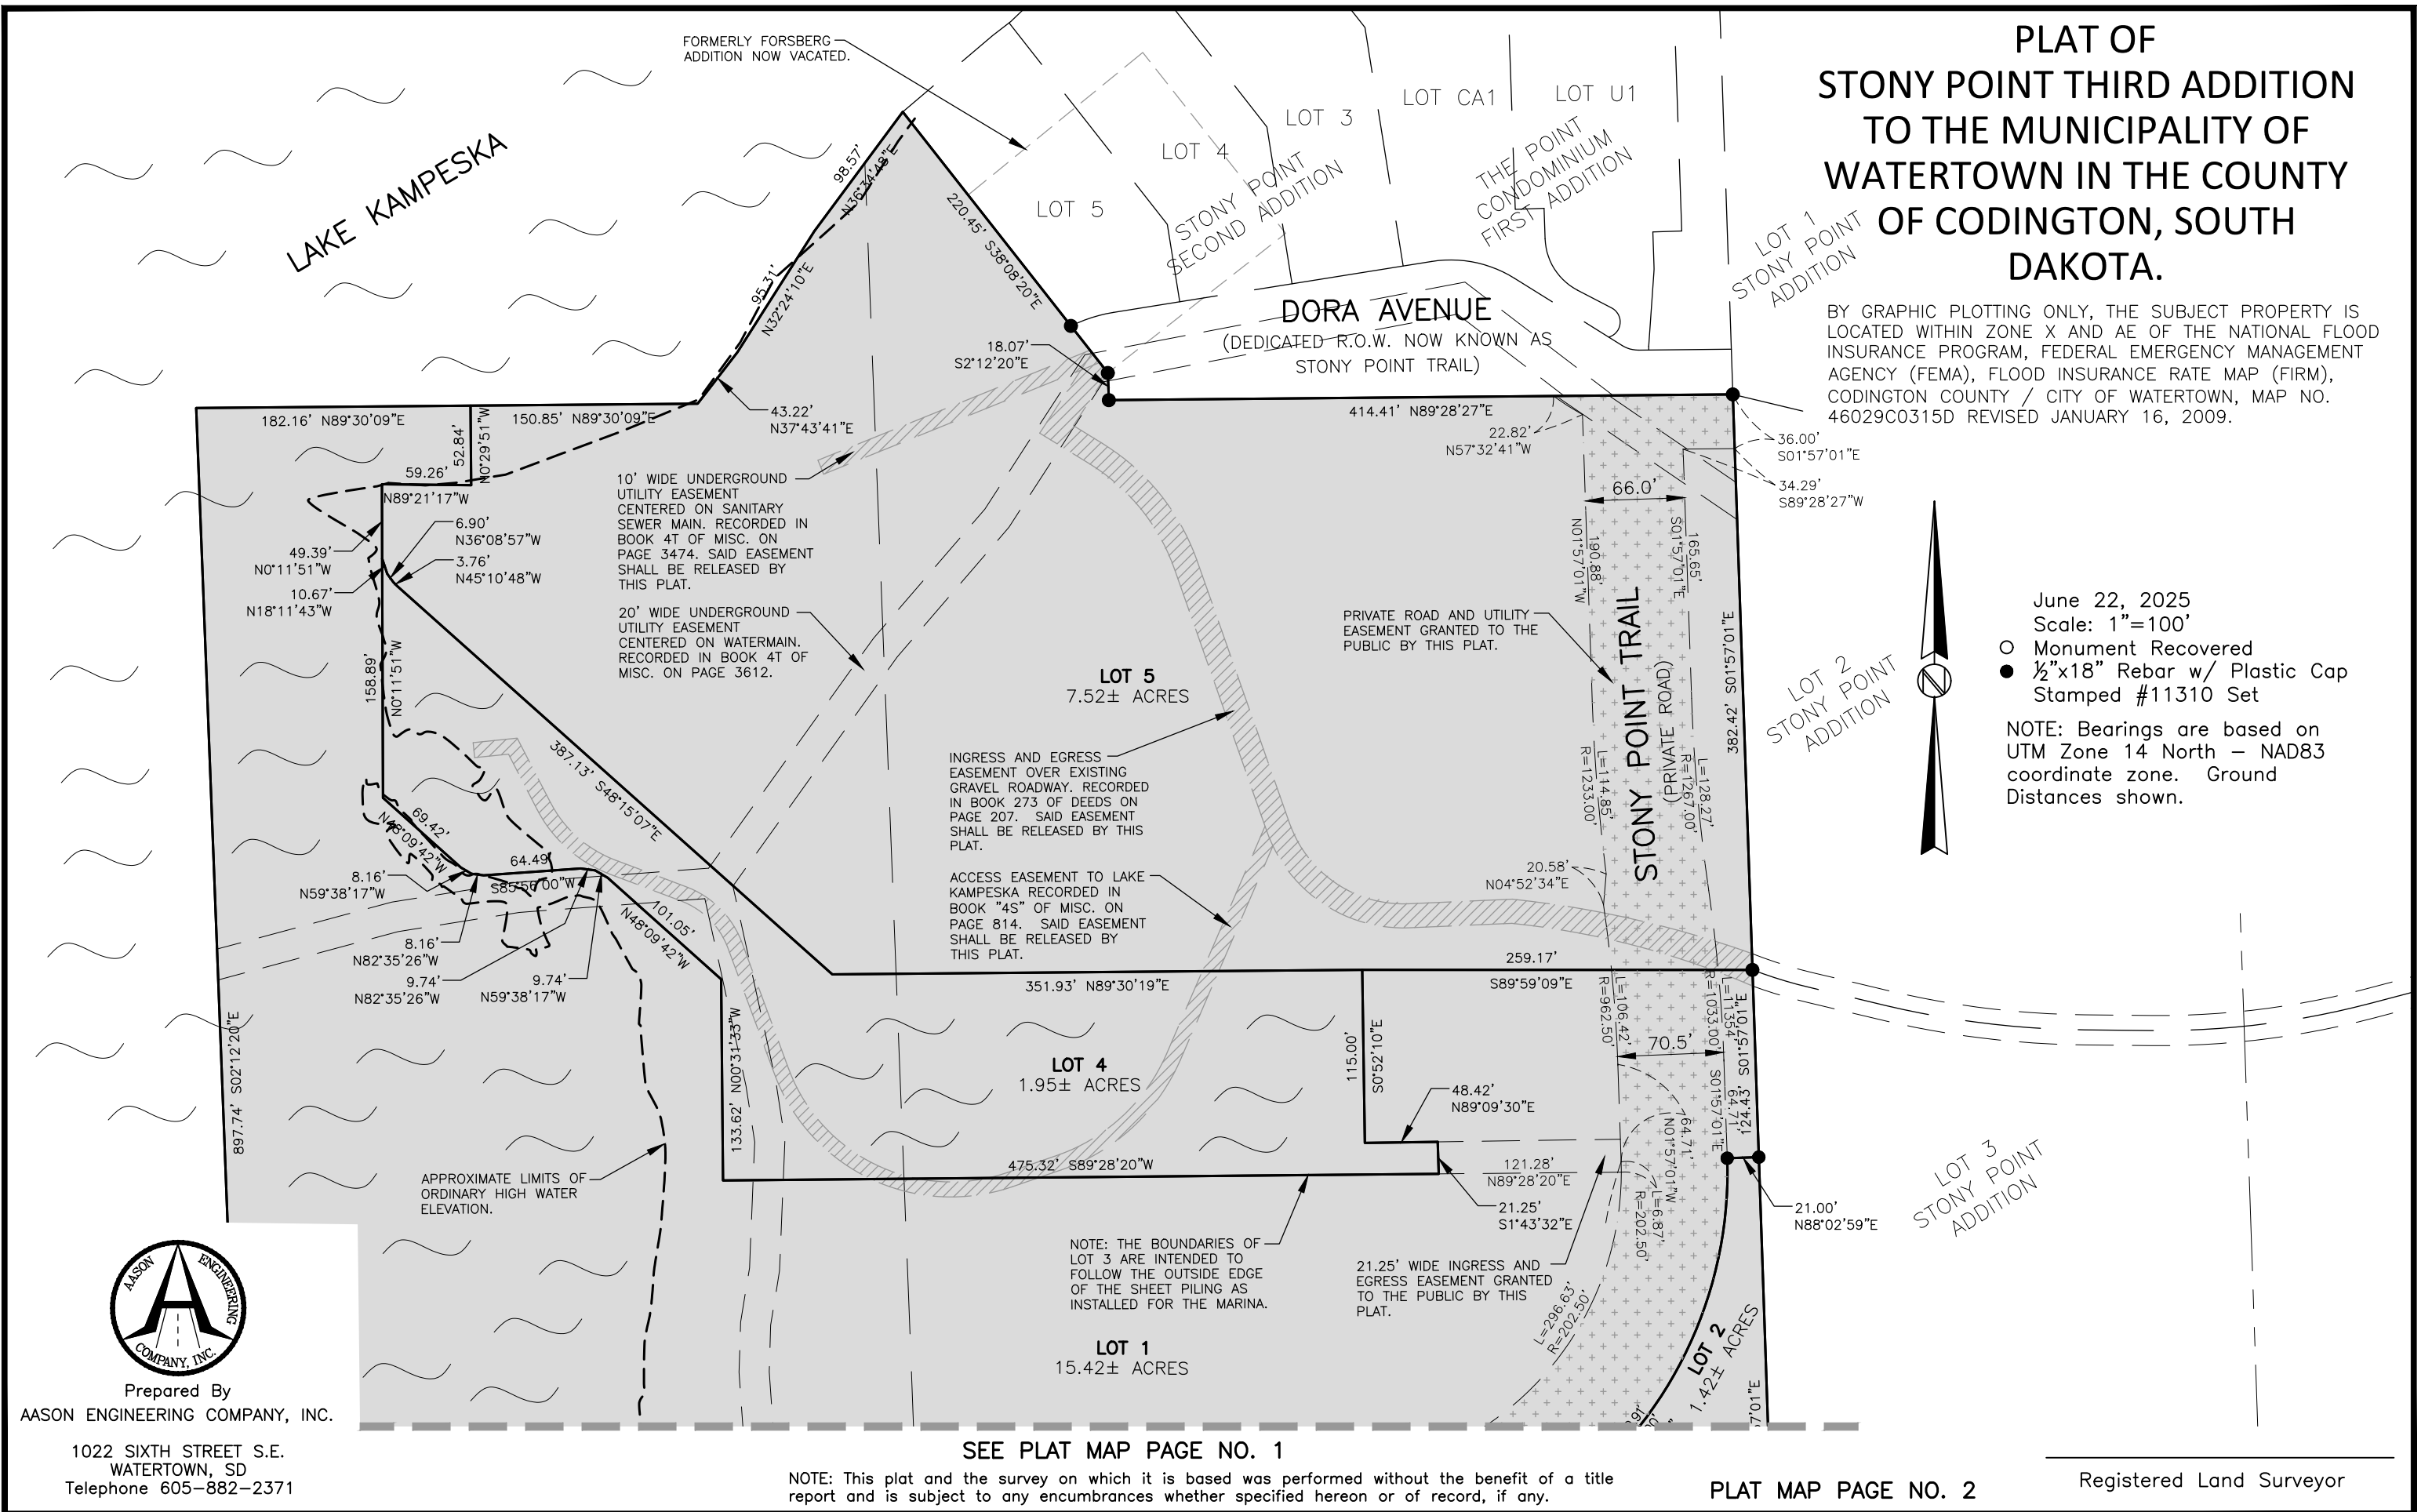 PLAT OF
STONY POINT THIRD ADDITION
TO THE MUNICIPALITY OF
WATERTOWN IN THE COUNTY
OF CODINGTON, SOUTH
DAKOTA.
BY GRAPHIC PLOTTING ONLY, THE SUBJECT PROPERTY IS
LOCATED WITHIN ZONE X AND AE OF THE NATIONAL FLOOD
INSURANCE PROGRAM, FEDERAL EMERGENCY MANAGEMENT
AGENCY (FEMA), FLOOD INSURANCE RATE MAP (FIRM),
CODINGTON COUNTY / CITY OF WATERTOWN, MAP NO.
46029C0315D REVISED JANUARY 16, 2009.
FORMERLY FORSBERG
ADDITION NOW VACATED.
LAKE KAMPESKA
LOT 5
LOT 4
LOT 3
LOT CA1
LOT U1
STONY POINT
SECOND ADDITION
THE POINT
CONDOMINIUM
FIRST ADDITION
LOT 1
STONY POINT
ADDITION
98.57'
N36°34'48"E
95.31'
N32°24'10"E
220.45' S38°08'20"E
18.07'
S2°12'20"E
DORA AVENUE
(DEDICATED R.O.W. NOW KNOWN AS
STONY POINT TRAIL)
43.22'
N37°43'41"E
414.41' N89°28'27"E
22.82'
N57°32'41"W
36.00'
S01°57'01"E
34.29'
S89°28'27"W
182.16' N89°30'09"E
150.85' N89°30'09"E
52.84'
N0°29'51"W
59.26'
N89°21'17"W
6.90'
N36°08'57"W
3.76'
N45°10'48"W
49.39'
N0°11'51"W
10.67'
N18°11'43"W
158.89'
N0°11'51"W
10' WIDE UNDERGROUND
UTILITY EASEMENT
CENTERED ON SANITARY
SEWER MAIN. RECORDED IN
BOOK 4T OF MISC. ON
PAGE 3474. SAID EASEMENT
SHALL BE RELEASED BY
THIS PLAT.
20' WIDE UNDERGROUND
UTILITY EASEMENT
CENTERED ON WATERMAIN.
RECORDED IN BOOK 4T OF
MISC. ON PAGE 3612.
LOT 5
7.52± ACRES
PRIVATE ROAD AND UTILITY
EASEMENT GRANTED TO THE
PUBLIC BY THIS PLAT.
66.0'
N01°57'01"W
190.88'
S01°57'01"E
165.65'
STONY POINT TRAIL
(PRIVATE ROAD)
382.42' S01°57'01"E
L=114.85'
R=1233.00'
L=128.27'
R=1267.00'
LOT 2
STONY POINT
ADDITION
June 22, 2025
Scale: 1"=100'
Monument Recovered
½"x18" Rebar w/ Plastic Cap
Stamped #11310 Set
NOTE: Bearings are based on
UTM Zone 14 North – NAD83
coordinate zone. Ground
Distances shown.
N
387.13' S48°15'07"E
INGRESS AND EGRESS
EASEMENT OVER EXISTING
GRAVEL ROADWAY. RECORDED
IN BOOK 273 OF DEEDS ON
PAGE 207. SAID EASEMENT
SHALL BE RELEASED BY THIS
PLAT.
ACCESS EASEMENT TO LAKE
KAMPESKA RECORDED IN
BOOK "4S" OF MISC. ON
PAGE 814. SAID EASEMENT
SHALL BE RELEASED BY
THIS PLAT.
20.58'
N04°52'34"E
69.42'
N48°09'42"W
64.49'
S85°56'00"W
8.16'
N59°38'17"W
8.16'
N82°35'26"W
9.74'
N82°35'26"W
9.74'
N59°38'17"W
101.05'
N48°09'42"W
351.93' N89°30'19"E
259.17'
S89°59'09"E
897.74' S02°12'20"E
133.62' N00°31'33"W
LOT 4
1.95± ACRES
115.00'
S0°52'10"E
L=106.42'
R=962.50'
L=113.54'
R=1033.00'
70.5'
124.43' S01°57'01"E
S01°57'01"E
64.71'
64.71'
N01°57'01"W
48.42'
N89°09'30"E
475.32' S89°28'20"W
121.28'
N89°28'20"E
21.25'
S1°43'32"E
L=6.87'
R=202.50'
21.00'
N88°02'59"E
LOT 3
STONY POINT
ADDITION
APPROXIMATE LIMITS OF
ORDINARY HIGH WATER
ELEVATION.
NOTE: THE BOUNDARIES OF
LOT 3 ARE INTENDED TO
FOLLOW THE OUTSIDE EDGE
OF THE SHEET PILING AS
INSTALLED FOR THE MARINA.
21.25' WIDE INGRESS AND
EGRESS EASEMENT GRANTED
TO THE PUBLIC BY THIS
PLAT.
L=296.63'
R=202.50'
LOT 1
15.42± ACRES
LOT 2
1.42± ACRES
7'01"E
AASON ENGINEERING
COMPANY, INC.
Prepared By
AASON ENGINEERING COMPANY, INC.
1022 SIXTH STREET S.E.
WATERTOWN, SD
Telephone 605–882–2371
SEE PLAT MAP PAGE NO. 1
NOTE: This plat and the survey on which it is based was performed without the benefit of a title
report and is subject to any encumbrances whether specified hereon or of record, if any.
PLAT MAP PAGE NO. 2
Registered Land Surveyor